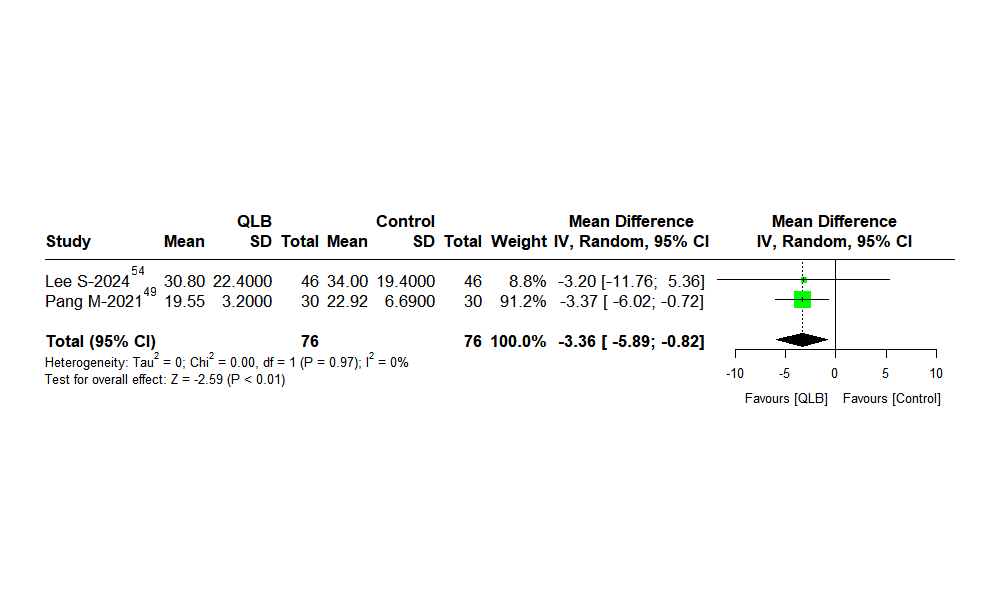 QLB Control Mean Difference Mean Difference
Study Mean SD Total Mean SD Total Weight IV, Random, 95% CI IV, Random, 95% CI
Lee S-2024⁵⁴ 30.80 22.4000 46 34.00 19.4000 46 8.8% -3.20 [-11.76; 5.36]
Pang M-2021⁴⁹ 19.55 3.2000 30 22.92 6.6900 30 91.2% -3.37 [ -6.02; -0.72]
Total (95% CI) 76 76 100.0% -3.36 [ -5.89; -0.82]
Heterogeneity: Tau² = 0; Chi² = 0.00, df = 1 (P = 0.97); I² = 0%
Test for overall effect: Z = -2.59 (P < 0.01)
-10 -5 0 5 10
Favours [QLB] Favours [Control]